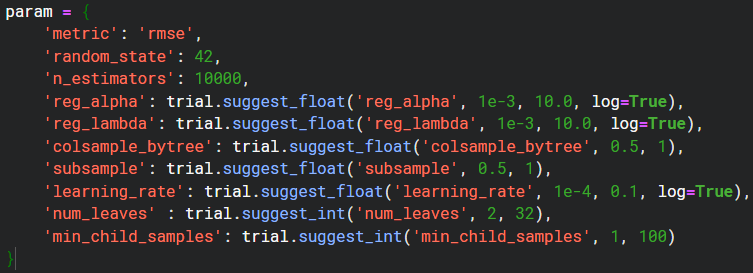 param = {
    'metric': 'rmse',
    'random_state': 42,
    'n_estimators': 10000,
    'reg_alpha': trial.suggest_float('reg_alpha', 1e-3, 10.0, log=True),
    'reg_lambda': trial.suggest_float('reg_lambda', 1e-3, 10.0, log=True),
    'colsample_bytree': trial.suggest_float('colsample_bytree', 0.5, 1),
    'subsample': trial.suggest_float('subsample', 0.5, 1),
    'learning_rate': trial.suggest_float('learning_rate', 1e-4, 0.1, log=True),
    'num_leaves' : trial.suggest_int('num_leaves', 2, 32),
    'min_child_samples': trial.suggest_int('min_child_samples', 1, 100)
}